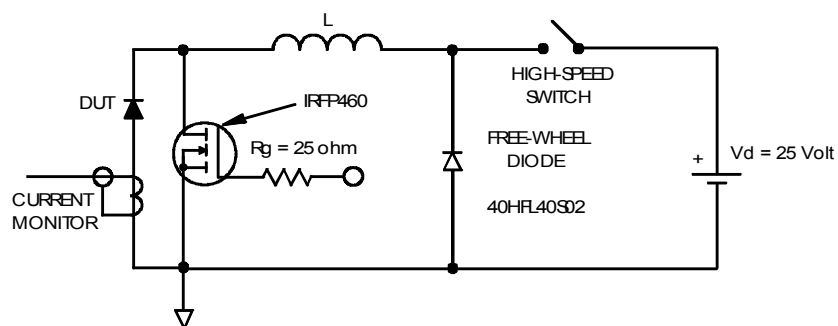 L
HIGH-SPEED
SWITCH
DUT
IRFP460
Rg = 25 ohm
FREE-WHEEL
DIODE
+
Vd = 25 Volt
CURRENT
MONITOR
40HFL40S02